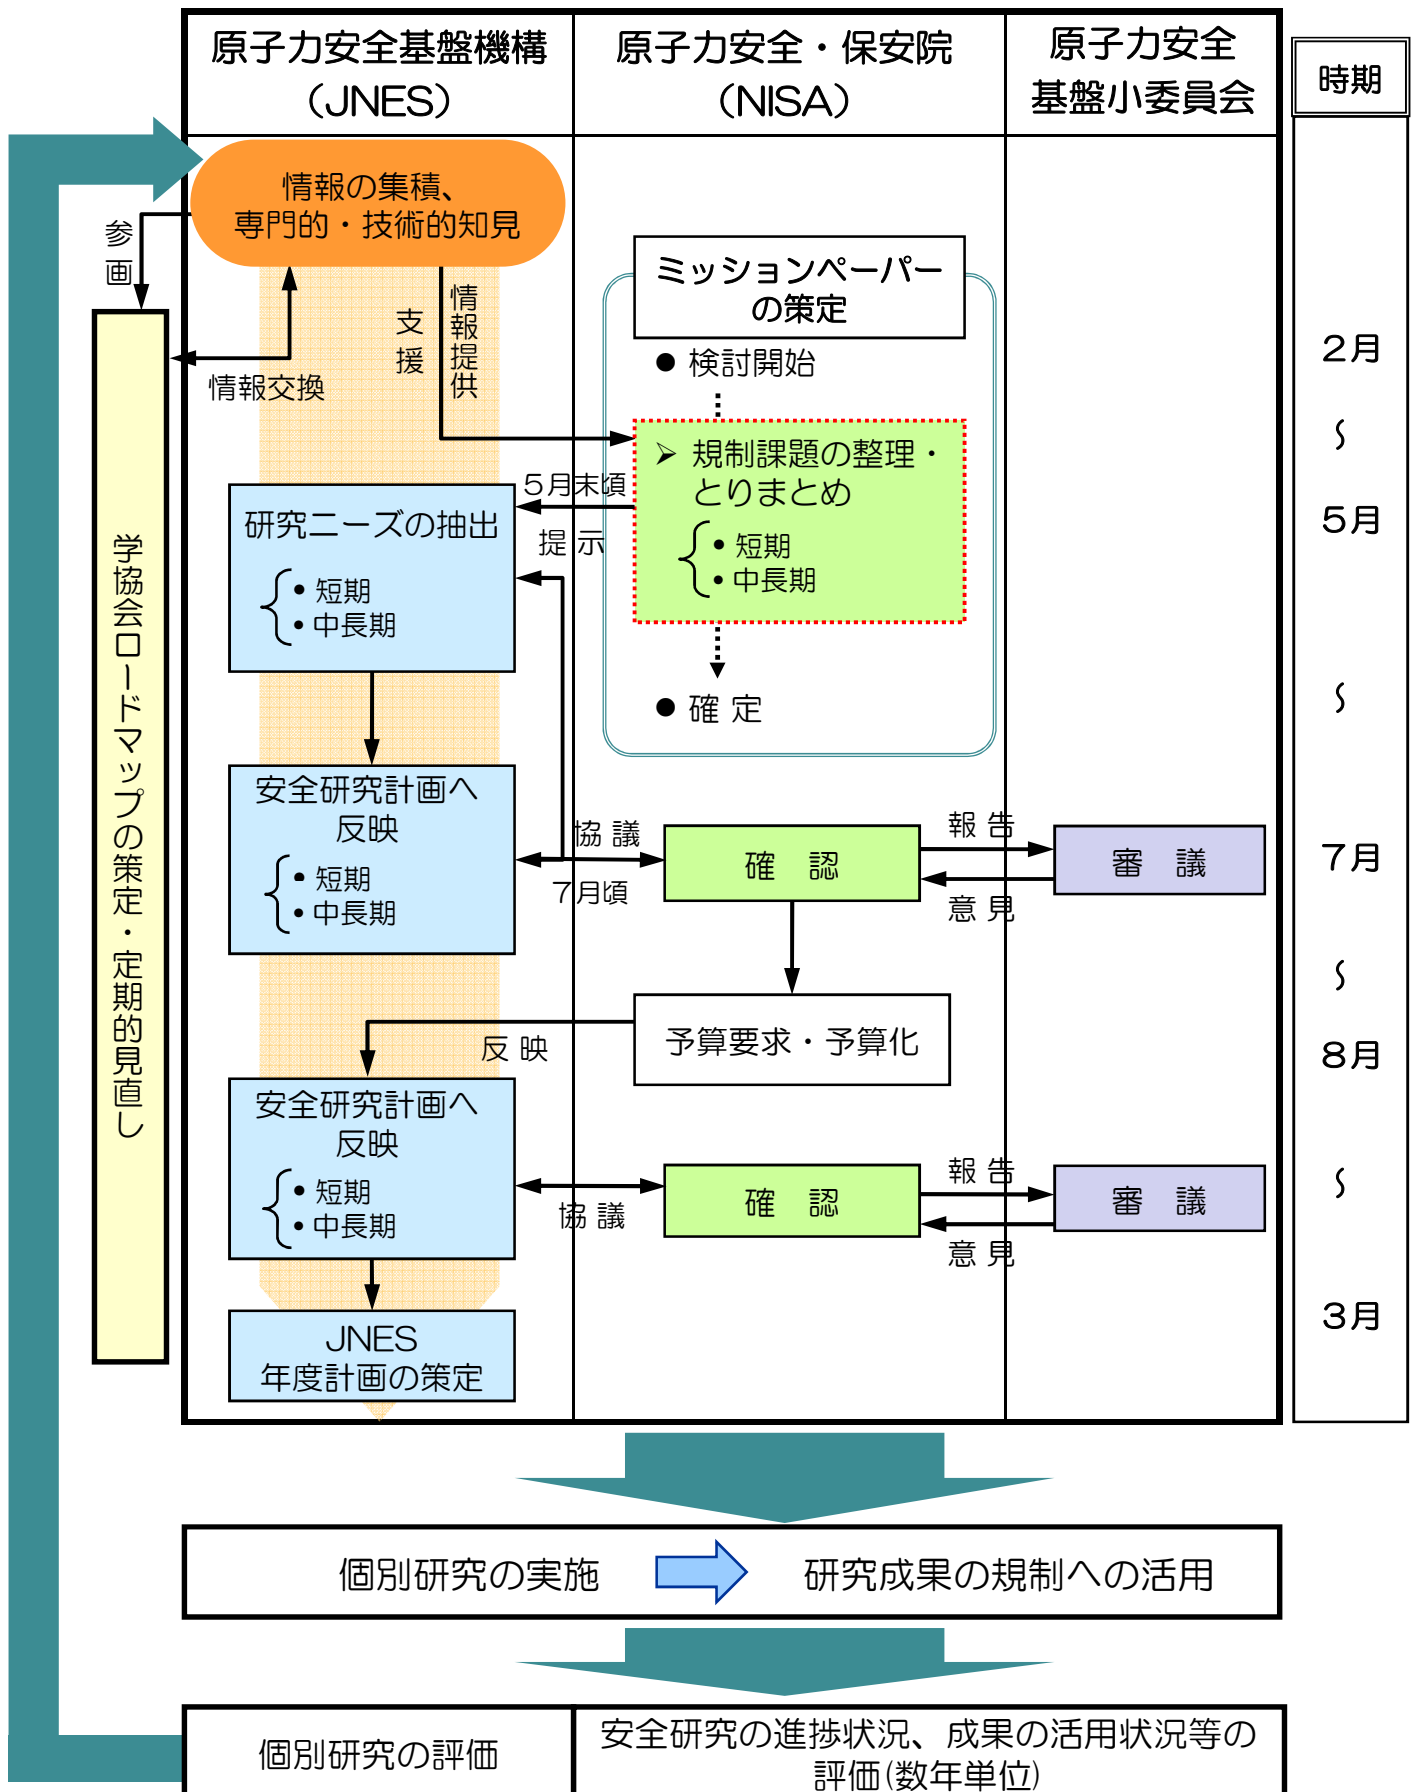 原子力安全基盤機構
（JNES）
原子力安全・保安院
（NISA）
原子力安全
基盤小委員会
時期
情報の集積、
専門的・技術的知見
参画
情報交換
支援
情報提供
ミッションペーパー
の策定
● 検討開始
➢ 規制課題の整理・
とりまとめ
• 短期
• 中長期
● 確 定
2月
～
5月
～
7月
～
8月
～
3月
5月末頃
提 示
研究ニーズの抽出
• 短期
• 中長期
学協会ロードマップの策定・定期的見直し
安全研究計画へ
反映
• 短期
• 中長期
協 議
7月頃
確 認
報 告
意 見
審 議
予算要求・予算化
反 映
安全研究計画へ
反映
• 短期
• 中長期
協 議
確 認
報 告
意 見
審 議
JNES
年度計画の策定
個別研究の実施
研究成果の規制への活用
個別研究の評価
安全研究の進捗状況、成果の活用状況等の
評価(数年単位)